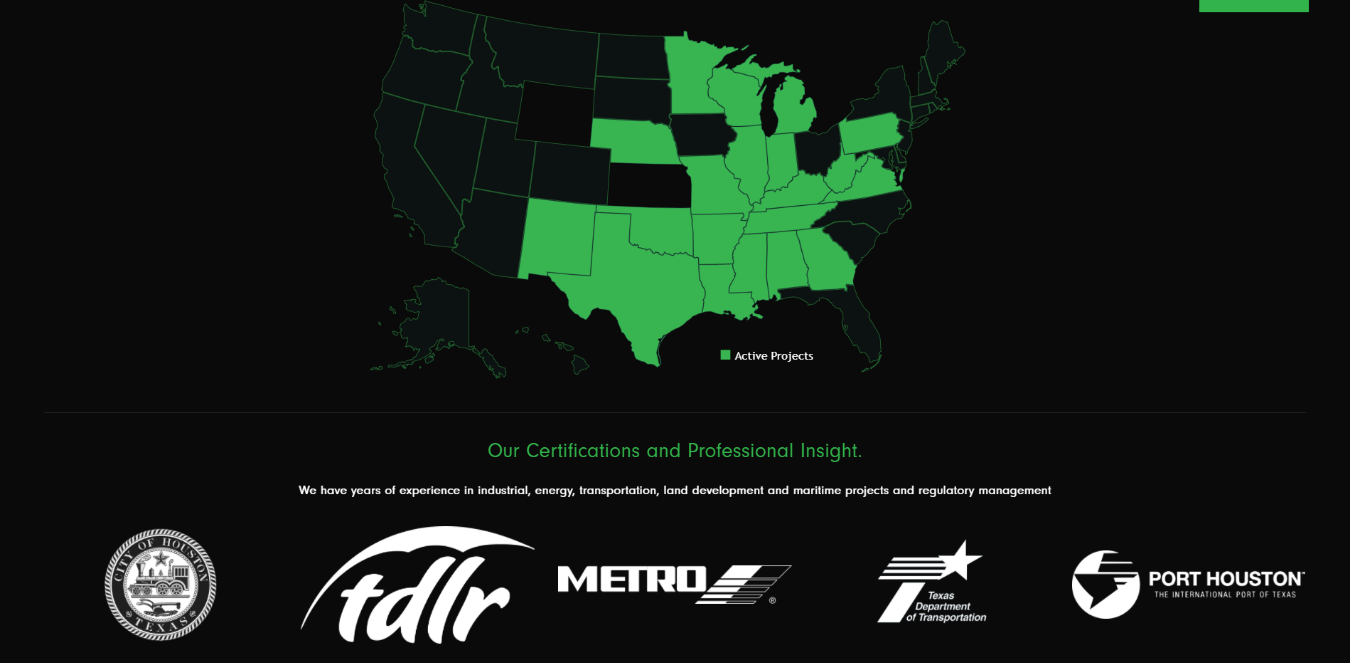 Active Projects
Our Certifications and Professional Insight.
We have years of experience in industrial, energy, transportation, land development and maritime projects and regulatory management
CITY OF HOUSTON
TEXAS
tdlr
METRO®
Texas
Department
of Transportation
PORT HOUSTON™
THE INTERNATIONAL PORT OF TEXAS